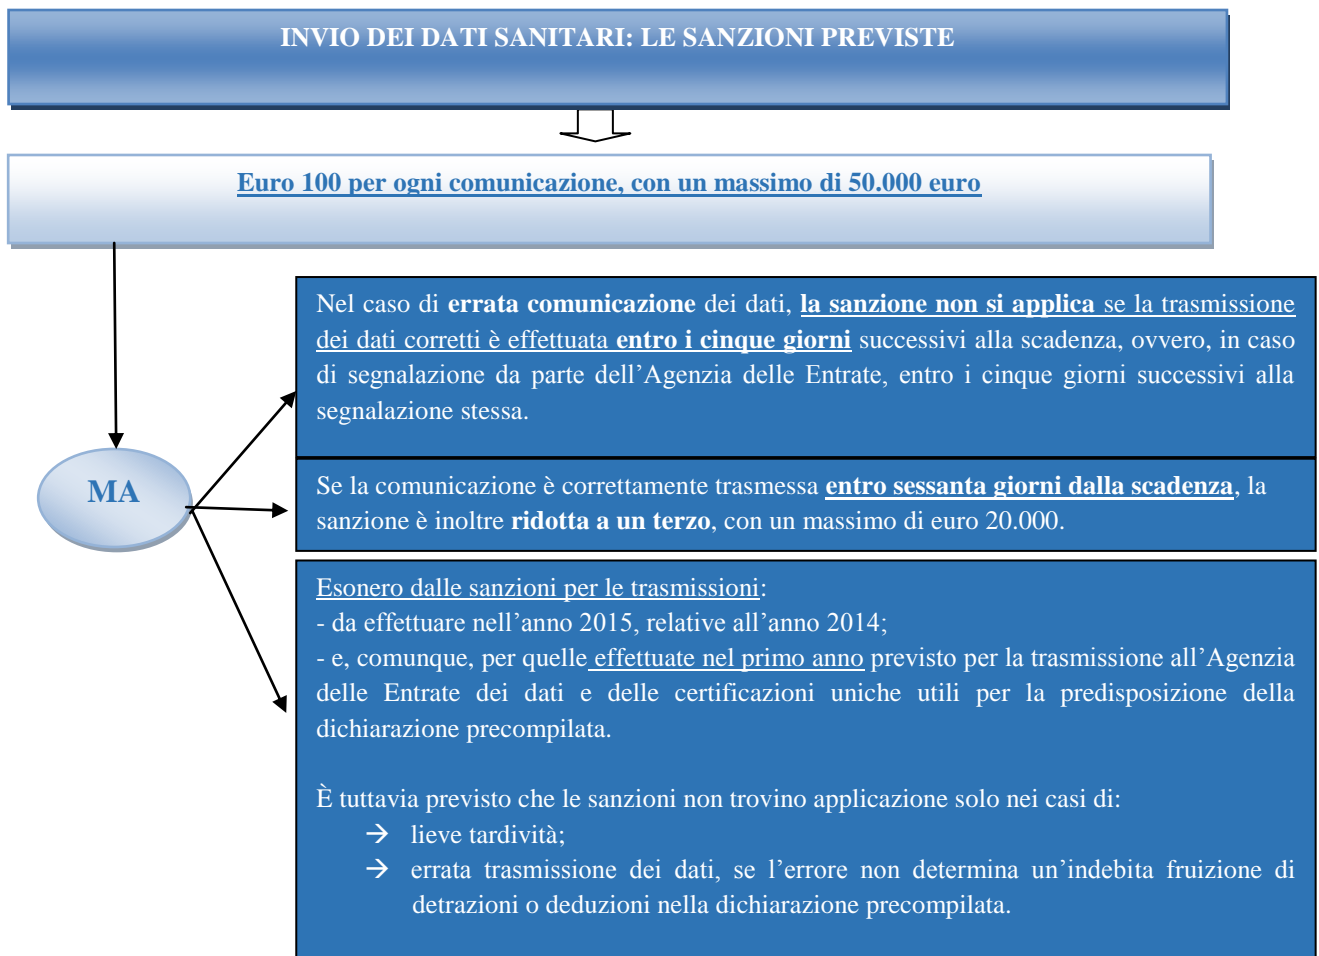 INVIO DEI DATI SANITARI: LE SANZIONI PREVISTE
Euro 100 per ogni comunicazione, con un massimo di 50.000 euro
Nel caso di errata comunicazione dei dati, la sanzione non si applica se la trasmissione
dei dati corretti è effettuata entro i cinque giorni successivi alla scadenza, ovvero, in caso
di segnalazione da parte dell’Agenzia delle Entrate, entro i cinque giorni successivi alla
segnalazione stessa.
MA
Se la comunicazione è correttamente trasmessa entro sessanta giorni dalla scadenza, la
sanzione è inoltre ridotta a un terzo, con un massimo di euro 20.000.
Esonero dalle sanzioni per le trasmissioni:
- da effettuare nell’anno 2015, relative all’anno 2014;
- e, comunque, per quelle effettuate nel primo anno previsto per la trasmissione all’Agenzia
delle Entrate dei dati e delle certificazioni uniche utili per la predisposizione della
dichiarazione precompilata.
È tuttavia previsto che le sanzioni non trovino applicazione solo nei casi di:
→ lieve tardività;
→ errata trasmissione dei dati, se l’errore non determina un’indebita fruizione di
detrazioni o deduzioni nella dichiarazione precompilata.